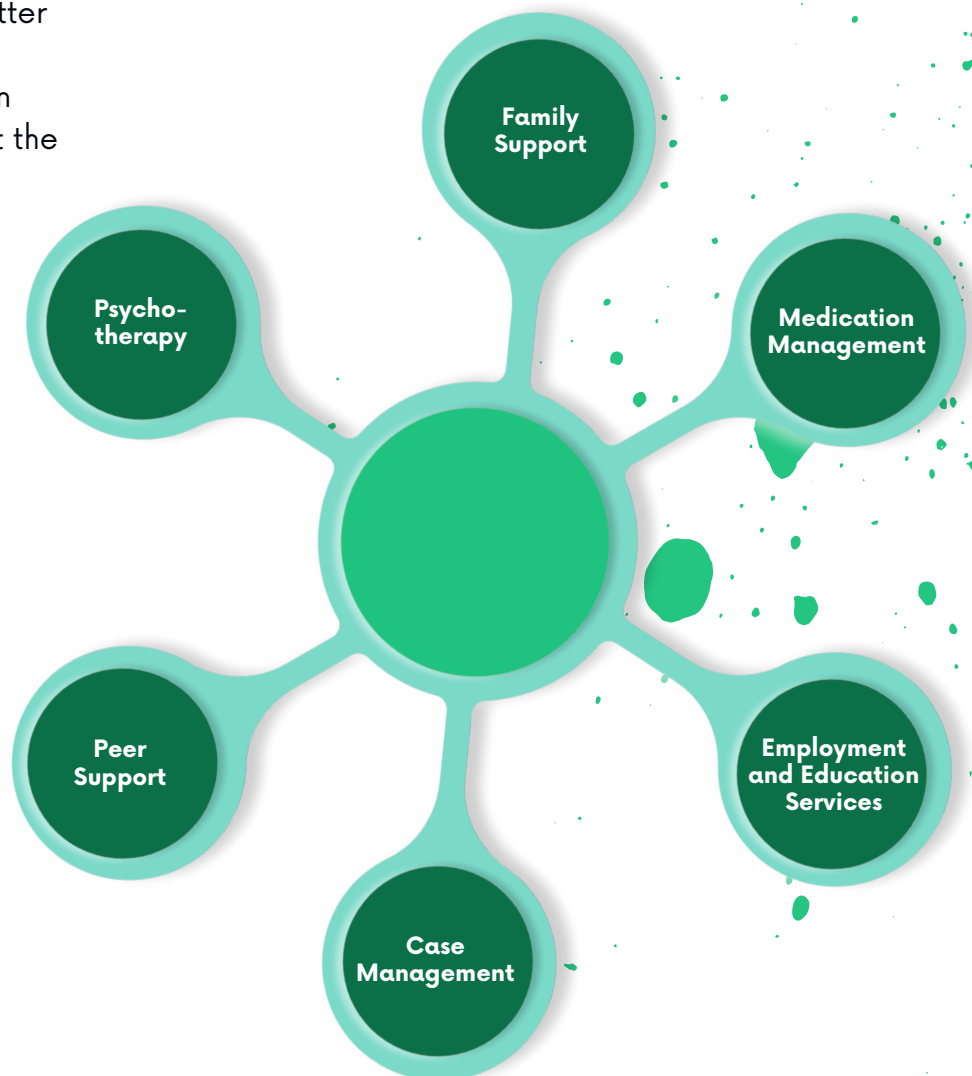 tter
n
t the
Family
Support
Psycho-
therapy
Medication
Management
Peer
Support
Employment
and Education
Services
Case
Management